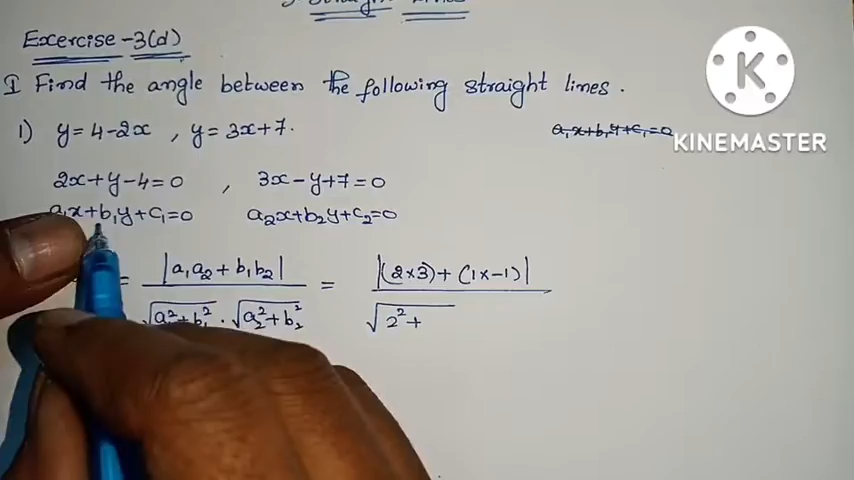 Excercise-3(d)
I Find the angle between the following straight lines.
1) y=4-2x , y=3x+7.
a₁x+b₁y+c₁=0
K
KINEMASTER
2x+y-4=0 , 3x-y+7=0
a₁x+b₁y+c₁=0 a₂x+b₂y+c₂=0
= |a₁a₂+b₁b₂| / √a₁²+b₁² · √a₂²+b₂² = |(2×3)+(1×-1)| / √2²+